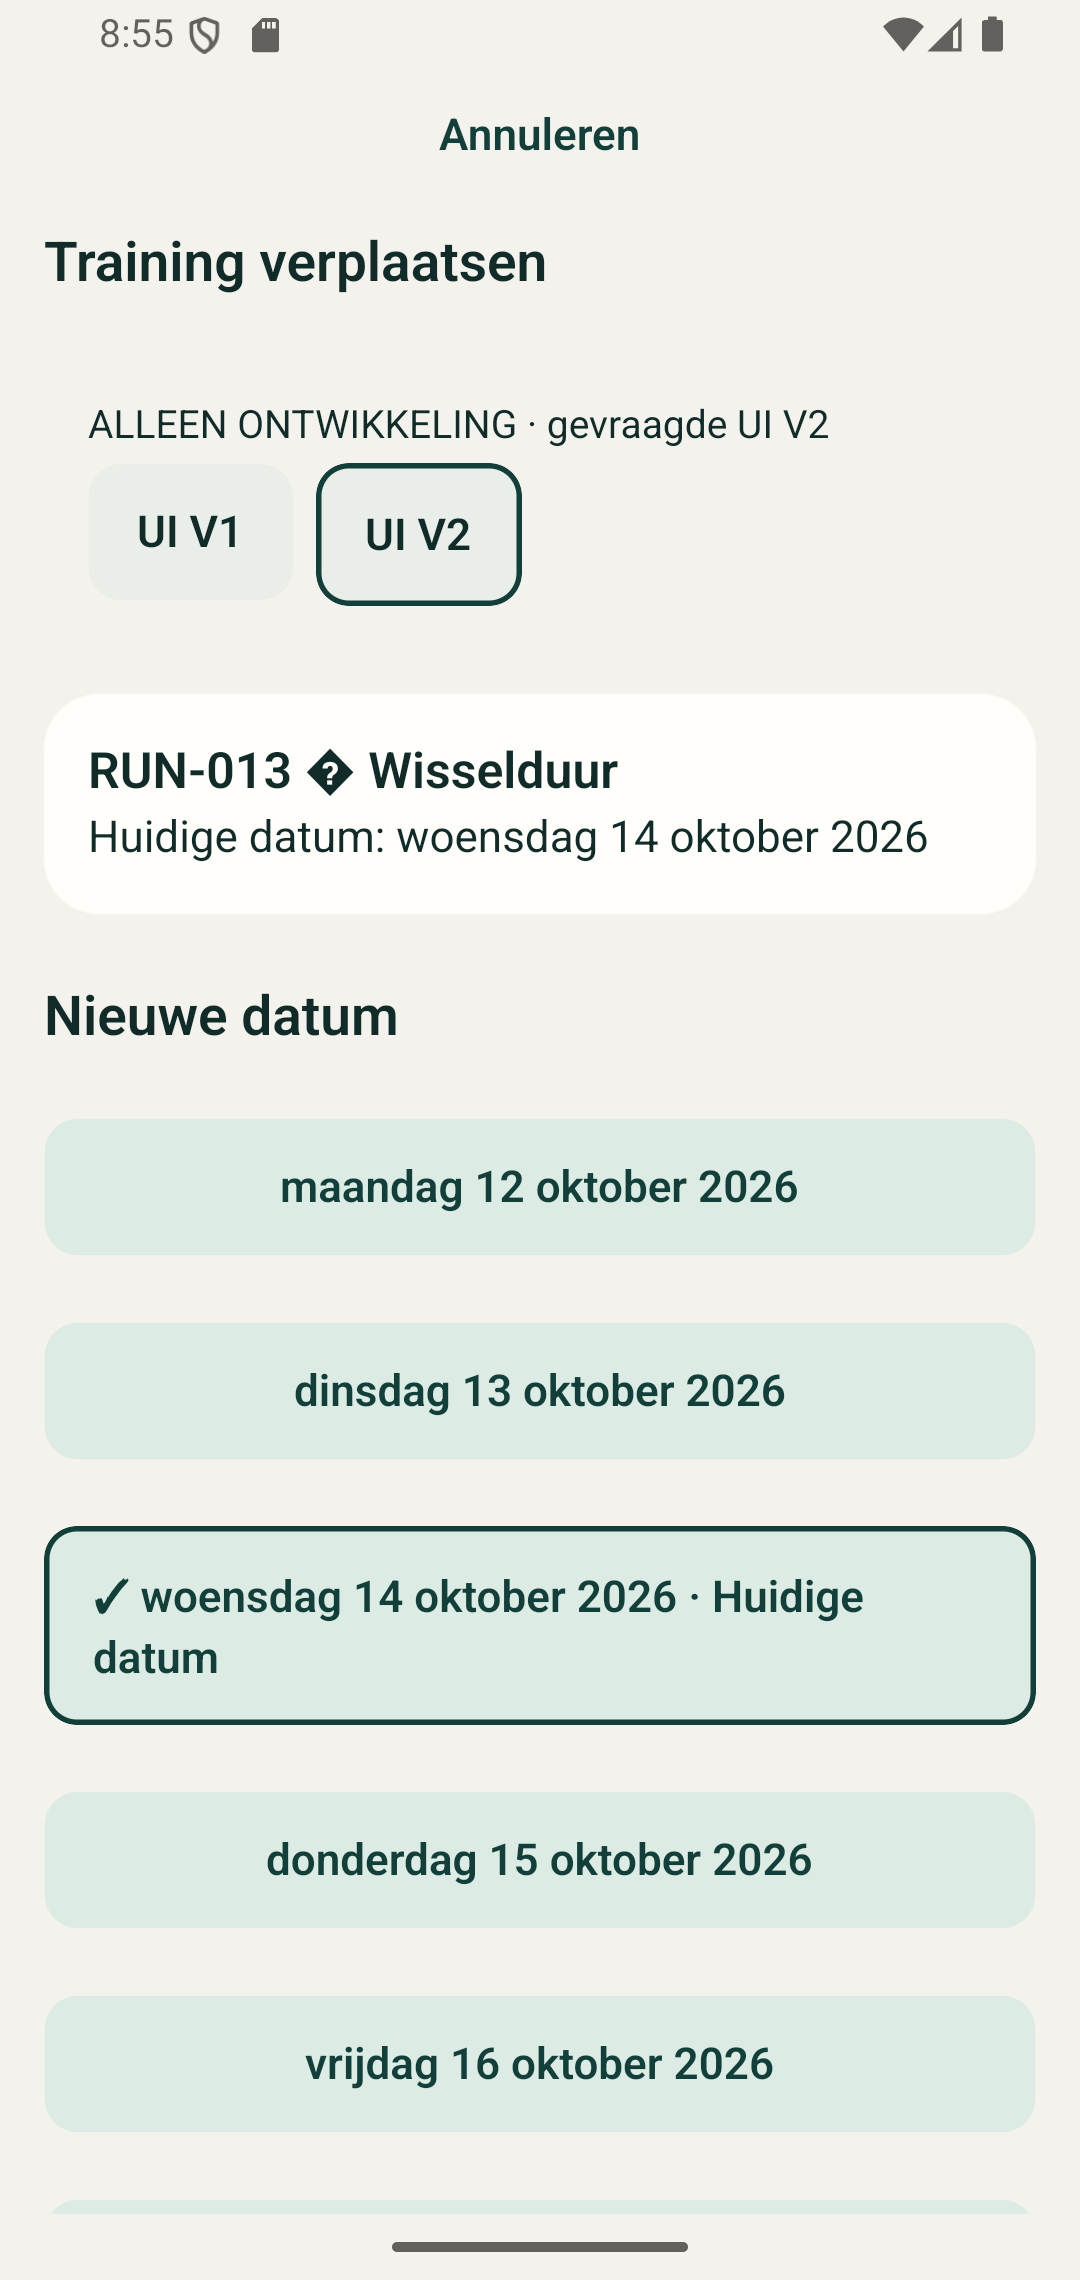 8:55
Annuleren
Training verplaatsen
ALLEEN ONTWIKKELING · gevraagde UI V2
UI V1
UI V2
RUN-013 � Wisselduur
Huidige datum: woensdag 14 oktober 2026
Nieuwe datum
maandag 12 oktober 2026
dinsdag 13 oktober 2026
✓ woensdag 14 oktober 2026 · Huidige
datum
donderdag 15 oktober 2026
vrijdag 16 oktober 2026